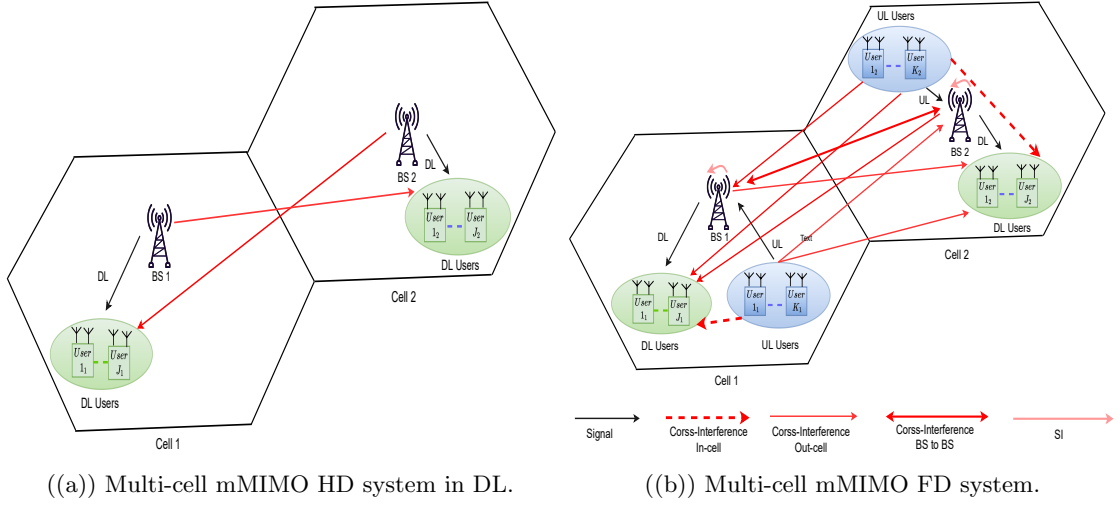 BS 2
DL
User
1₂
User
J₂
DL Users
Cell 2
BS 1
DL
User
1₁
User
J₁
DL Users
Cell 1
((a)) Multi-cell mMIMO HD system in DL.
UL Users
User
1₂
User
K₂
UL
BS 2
DL
User
1₂
User
J₂
DL Users
Cell 2
BS 1
DL
UL
Text
User
1₁
User
J₁
DL Users
User
1₁
User
K₁
UL Users
Cell 1
Signal
Corss-Interference
In-cell
Corss-Interference
Out-cell
Corss-Interference
BS to BS
SI
((b)) Multi-cell mMIMO FD system.